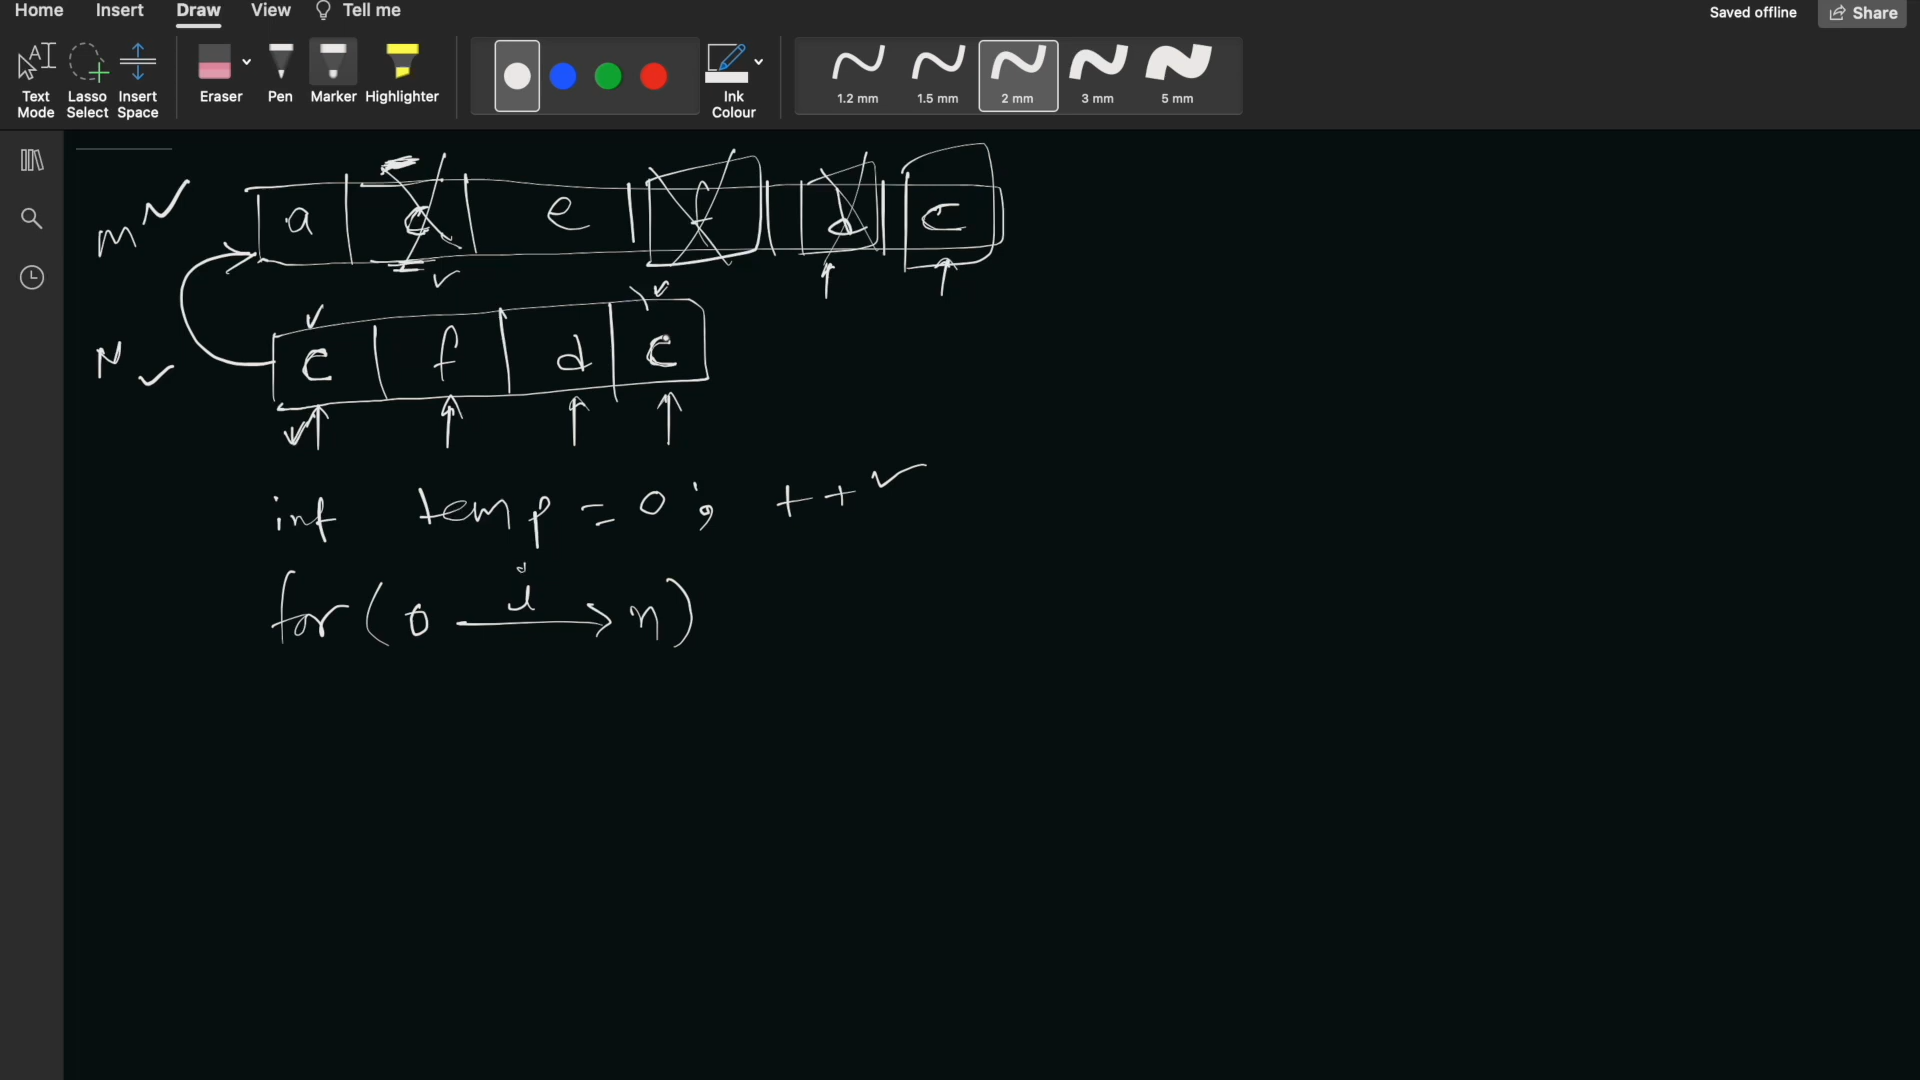 Home Insert Draw View Tell me Saved offline Share
Text Mode Lasso Select Insert Space Eraser Pen Marker Highlighter Ink Colour 1.2 mm 1.5 mm 2 mm 3 mm 5 mm
m a c e f d c
N c f d c
int temp = 0; ++
i
for ( 0 → n )